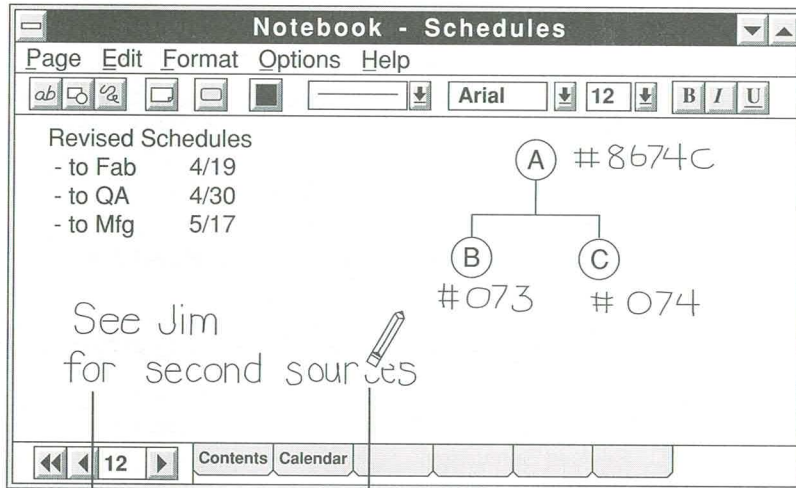 Notebook - Schedules
Page Edit Format Options Help
ab Arial 12 B I U
Revised Schedules
- to Fab 4/19
- to QA 4/30
- to Mfg 5/17
A #8674C
B C
#073 # 074
See Jim
for second sources
12 Contents Calendar